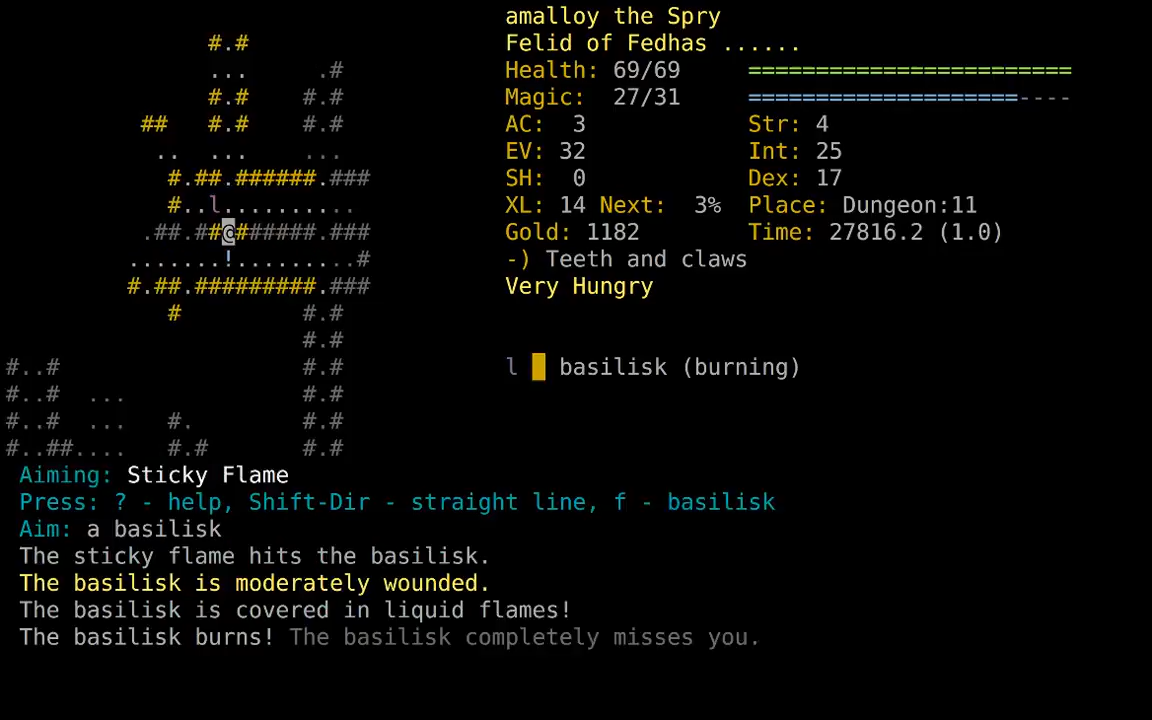 amalloy the Spry
#.# Felid of Fedhas ......
... .# Health: 69/69 ========================
#.# #.# Magic: 27/31 ====================----
## #.# #.# AC: 3 Str: 4
.. ... ... EV: 32 Int: 25
#.##.######.### SH: 0 Dex: 17
#..l.......... XL: 14 Next: 3% Place: Dungeon:11
.##.##@######.### Gold: 1182 Time: 27816.2 (1.0)
.......!.........# -) Teeth and claws
#.##.#########.### Very Hungry
# #.#
#.#
#..# #.# l basilisk (burning)
#..# ... #.#
#..# ... #. #.#
#..##.... #.# #.#
Aiming: Sticky Flame
Press: ? - help, Shift-Dir - straight line, f - basilisk
Aim: a basilisk
The sticky flame hits the basilisk.
The basilisk is moderately wounded.
The basilisk is covered in liquid flames!
The basilisk burns! The basilisk completely misses you.